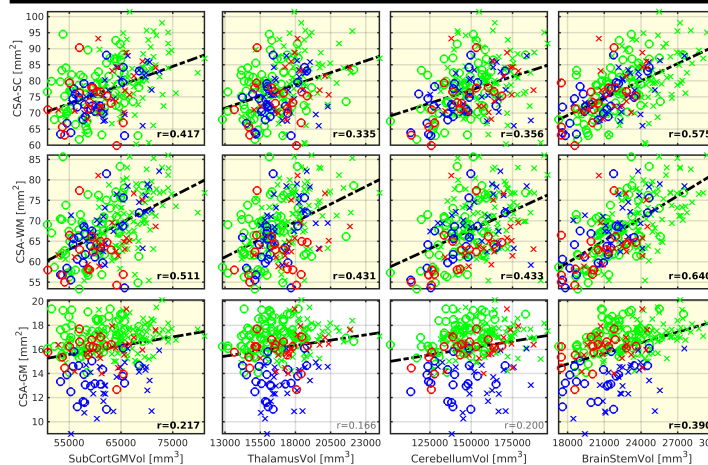 CSA-SC [mm²]
100
95
90
85
80
75
70
65
60
r=0.417
r=0.335
r=0.356
r=0.575
CSA-WM [mm²]
85
80
75
70
65
60
55
r=0.511
r=0.431
r=0.433
r=0.640
CSA-GM [mm²]
20
18
16
14
12
10
r=0.217
r=0.166
r=0.200
r=0.390
55000 65000 75000
13000 15500 18000 20500 23000
125000 150000 175000
18000 21000 24000 27000
SubCortGMVol [mm³]
ThalamusVol [mm³]
CerebellumVol [mm³]
BrainStemVol [mm³]